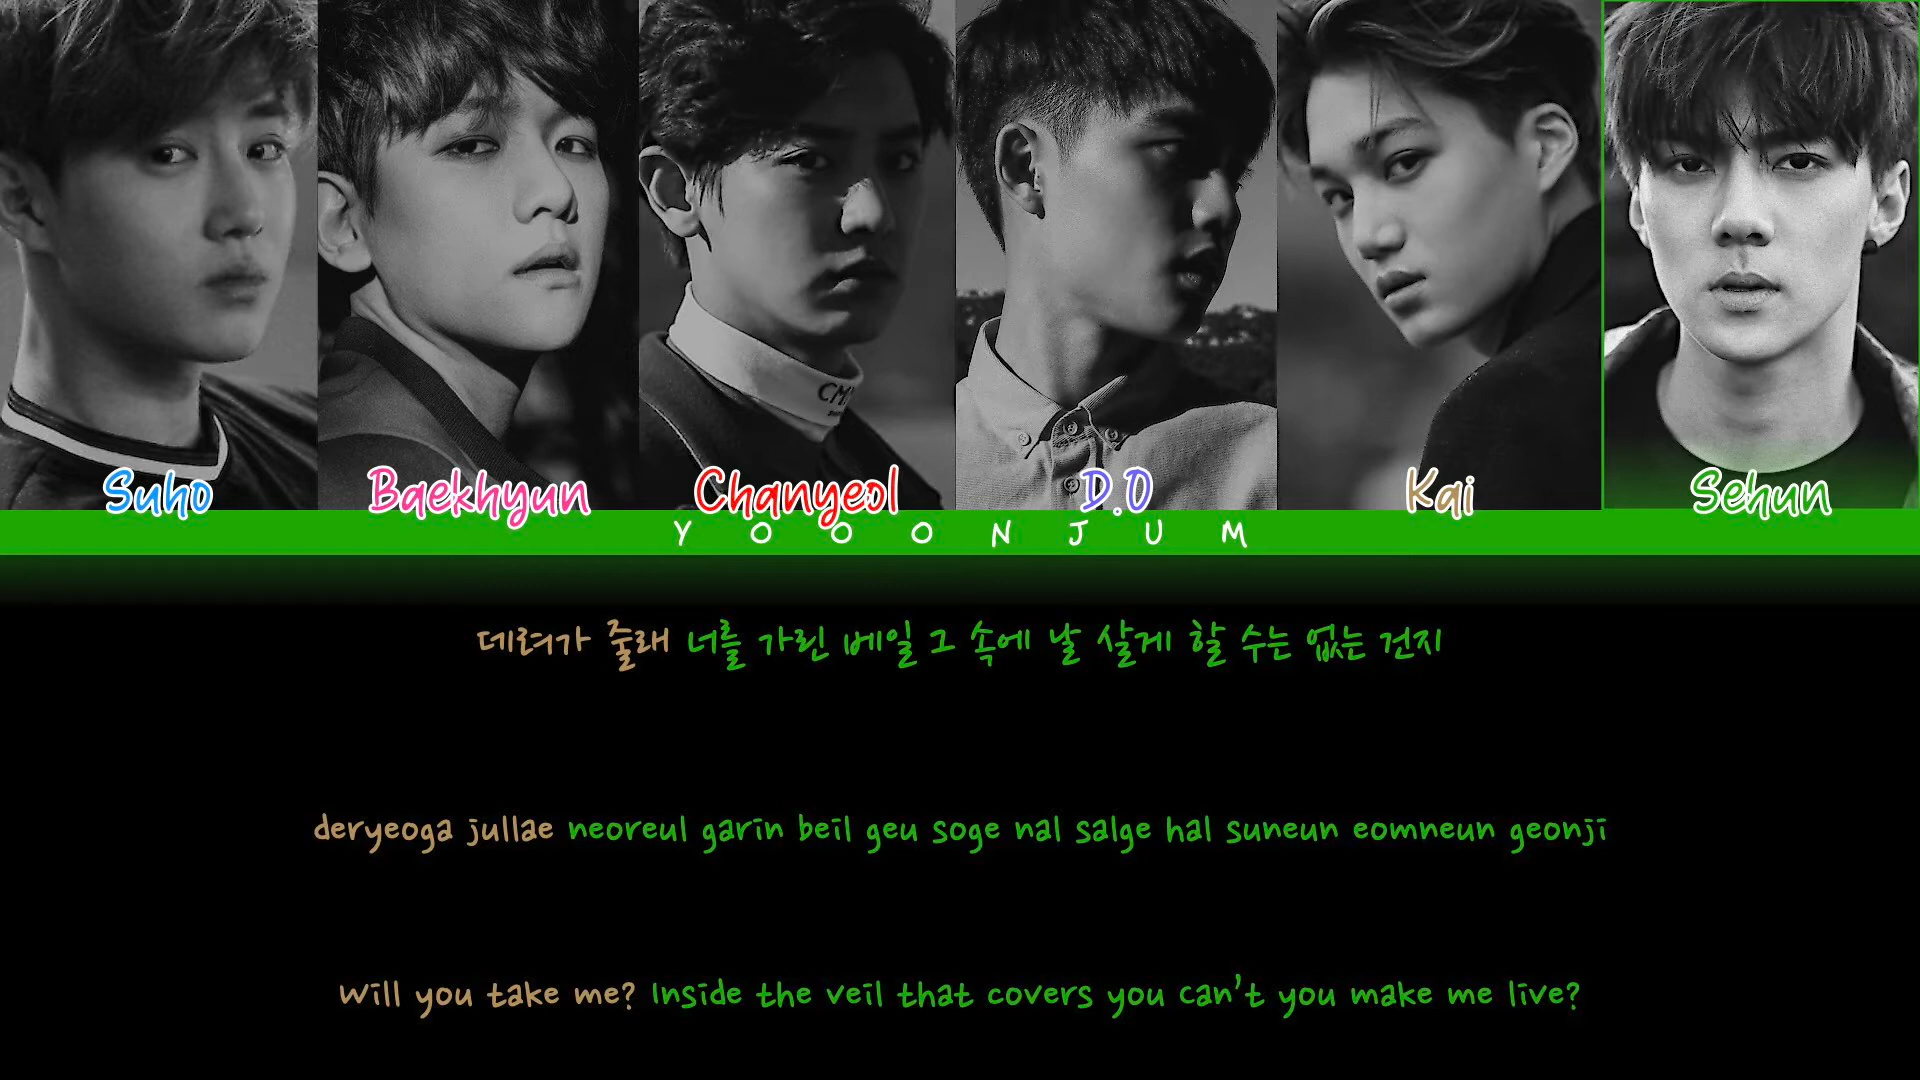 CM
Suho Baekhyun Chanyeol D.O Kai Sehun
YOOONJUM
데려가 줄래 너를 가린 베일 그 속에 날 살게 할 수는 없는 건지
deryeoga jullae neoreul garin beil geu soge nal salge hal suneun eomneun geonji
Will you take me? Inside the veil that covers you can't you make me live?